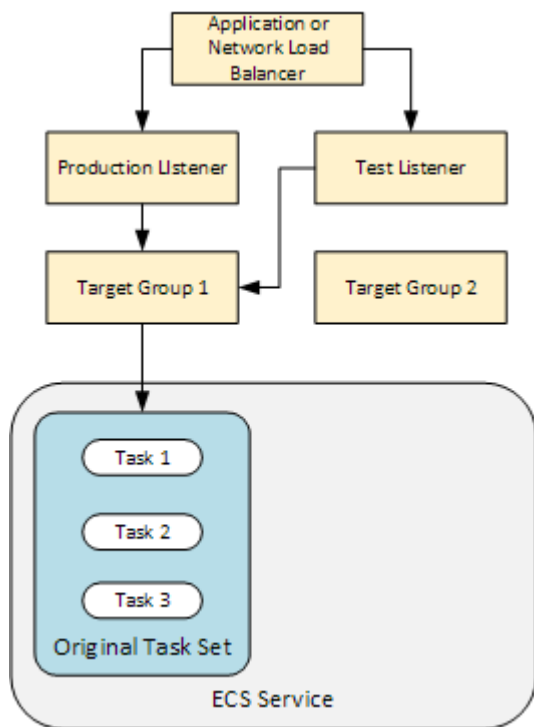 Application or
Network Load
Balancer
Production Listener
Test Listener
Target Group 1
Target Group 2
Task 1
Task 2
Task 3
Original Task Set
ECS Service